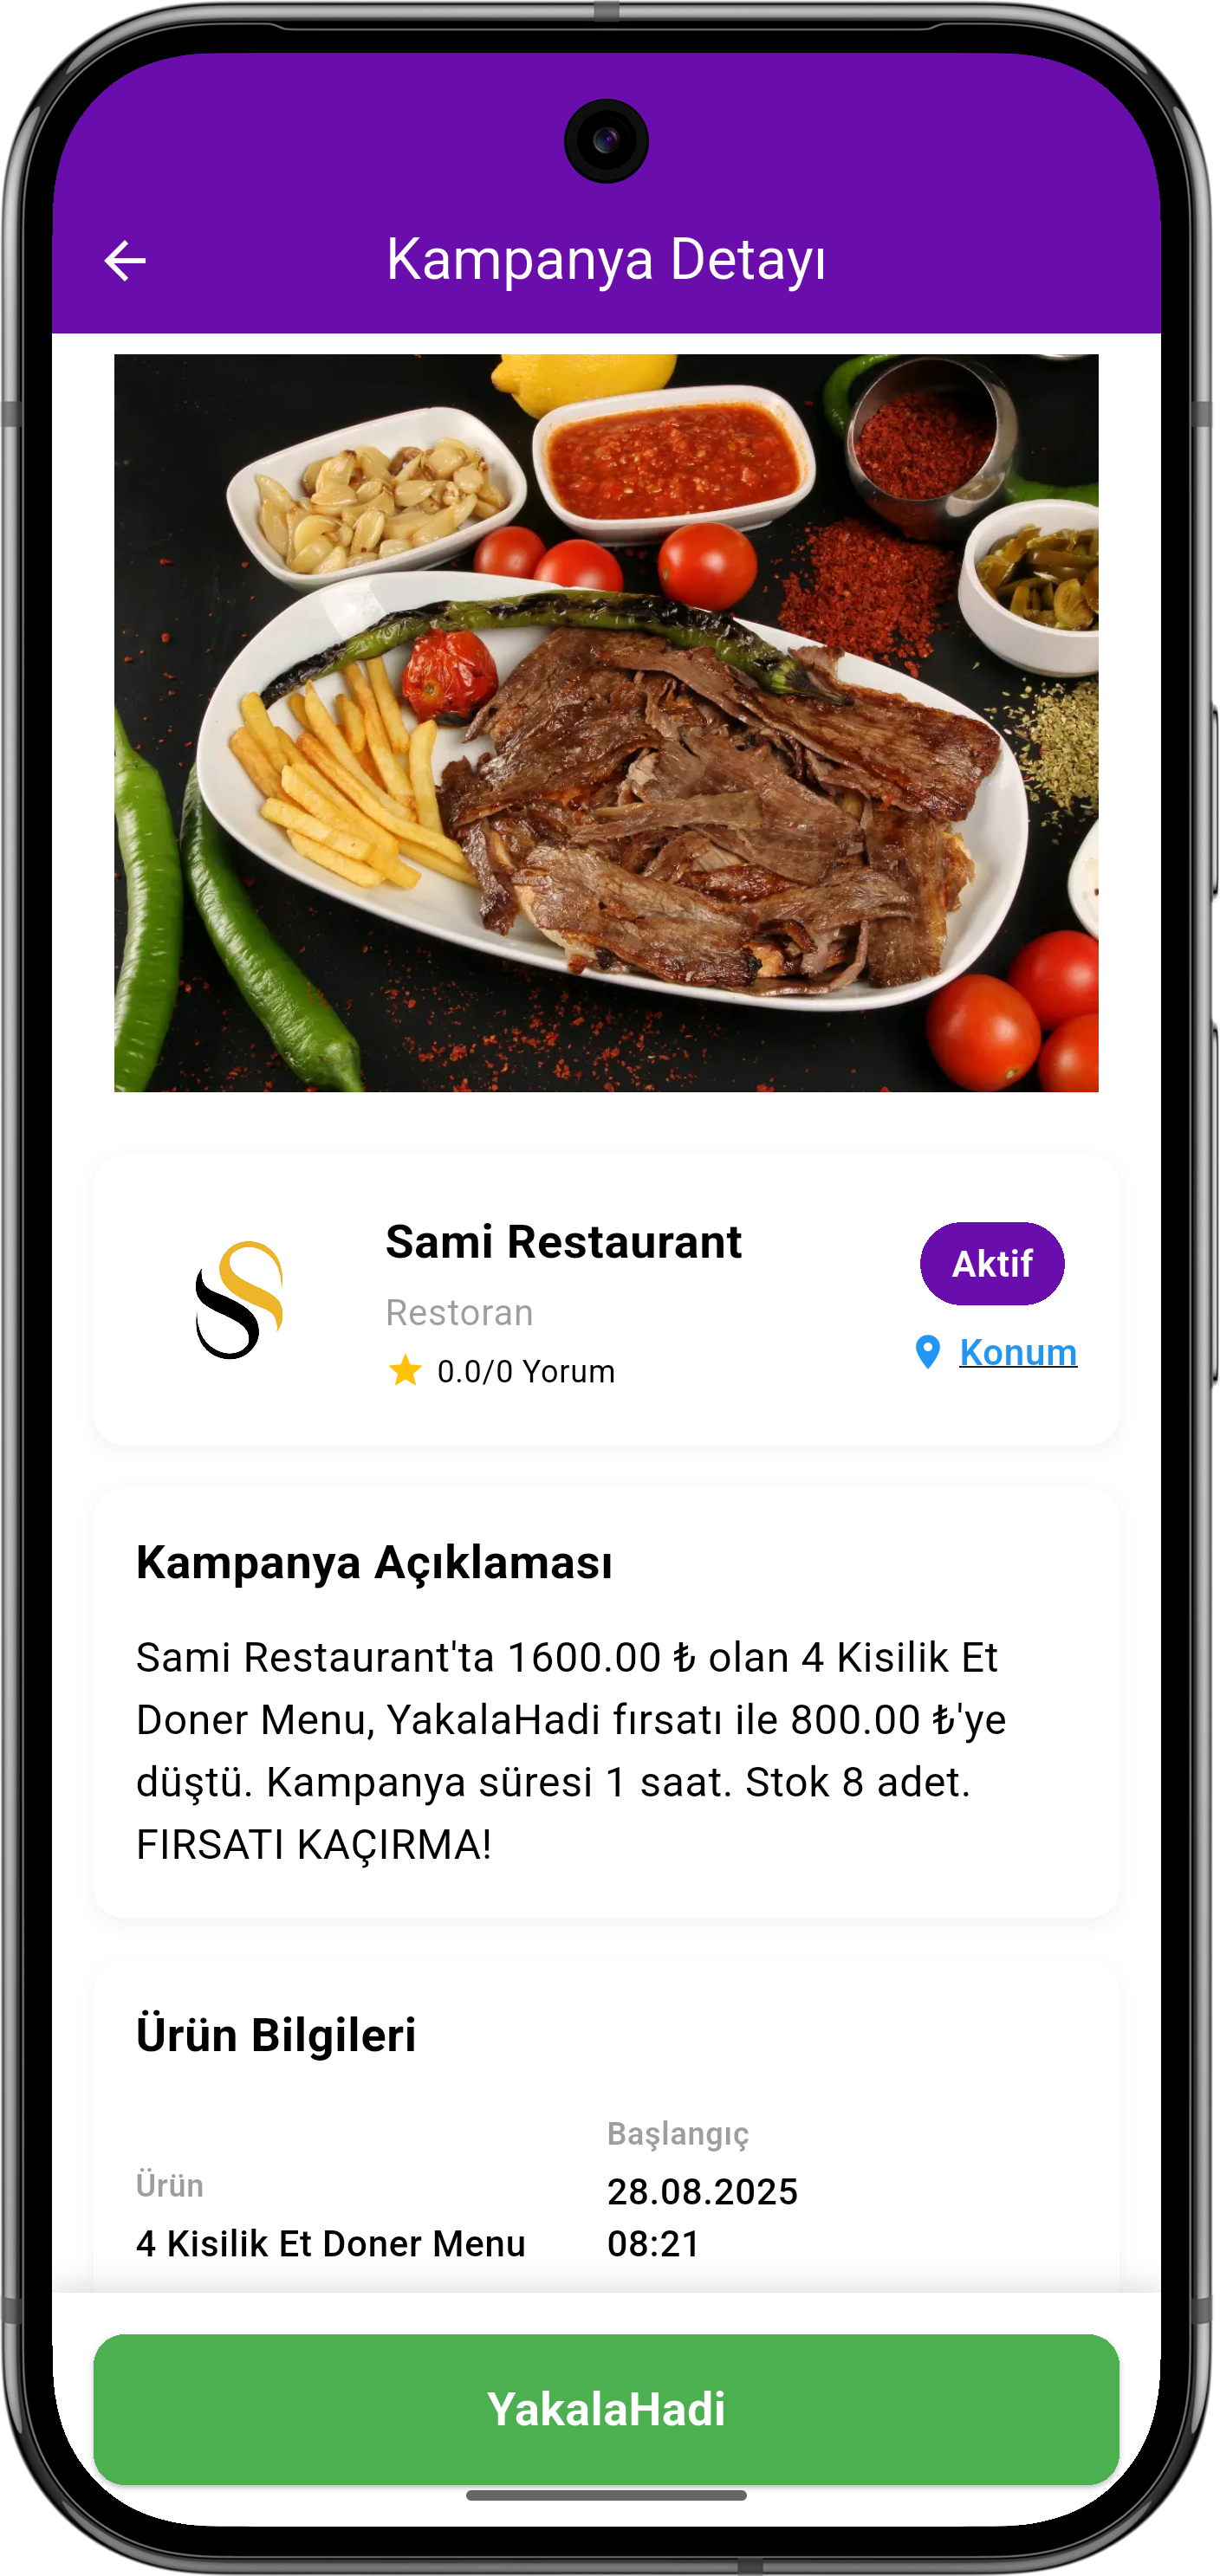 Kampanya Detayı
Sami Restaurant
Aktif
Restoran
Konum
0.0/0 Yorum
Kampanya Açıklaması
Sami Restaurant'ta 1600.00 ₺ olan 4 Kisilik Et
Doner Menu, YakalaHadi fırsatı ile 800.00 ₺'ye
düştü. Kampanya süresi 1 saat. Stok 8 adet.
FIRSATI KAÇIRMA!
Ürün Bilgileri
Ürün
4 Kisilik Et Doner Menu
Başlangıç
28.08.2025
08:21
YakalaHadi